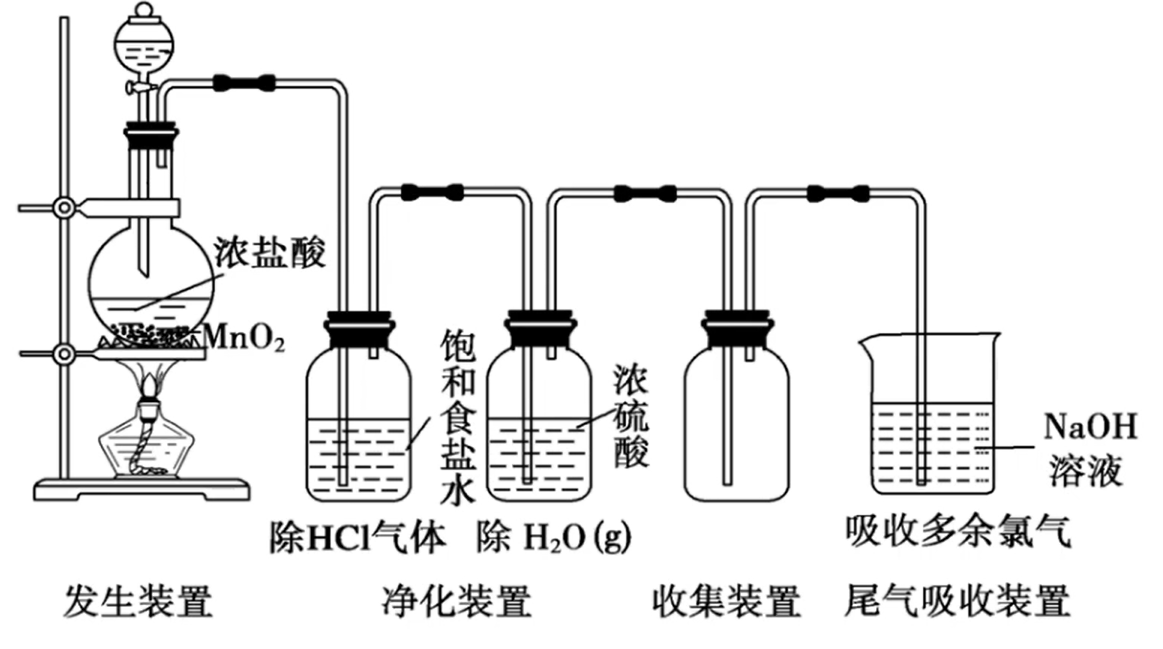 浓盐酸
MnO₂
饱和食盐水
浓硫酸
NaOH
溶液
除HCl气体
除 H₂O (g)
吸收多余氯气
发生装置
净化装置
收集装置
尾气吸收装置